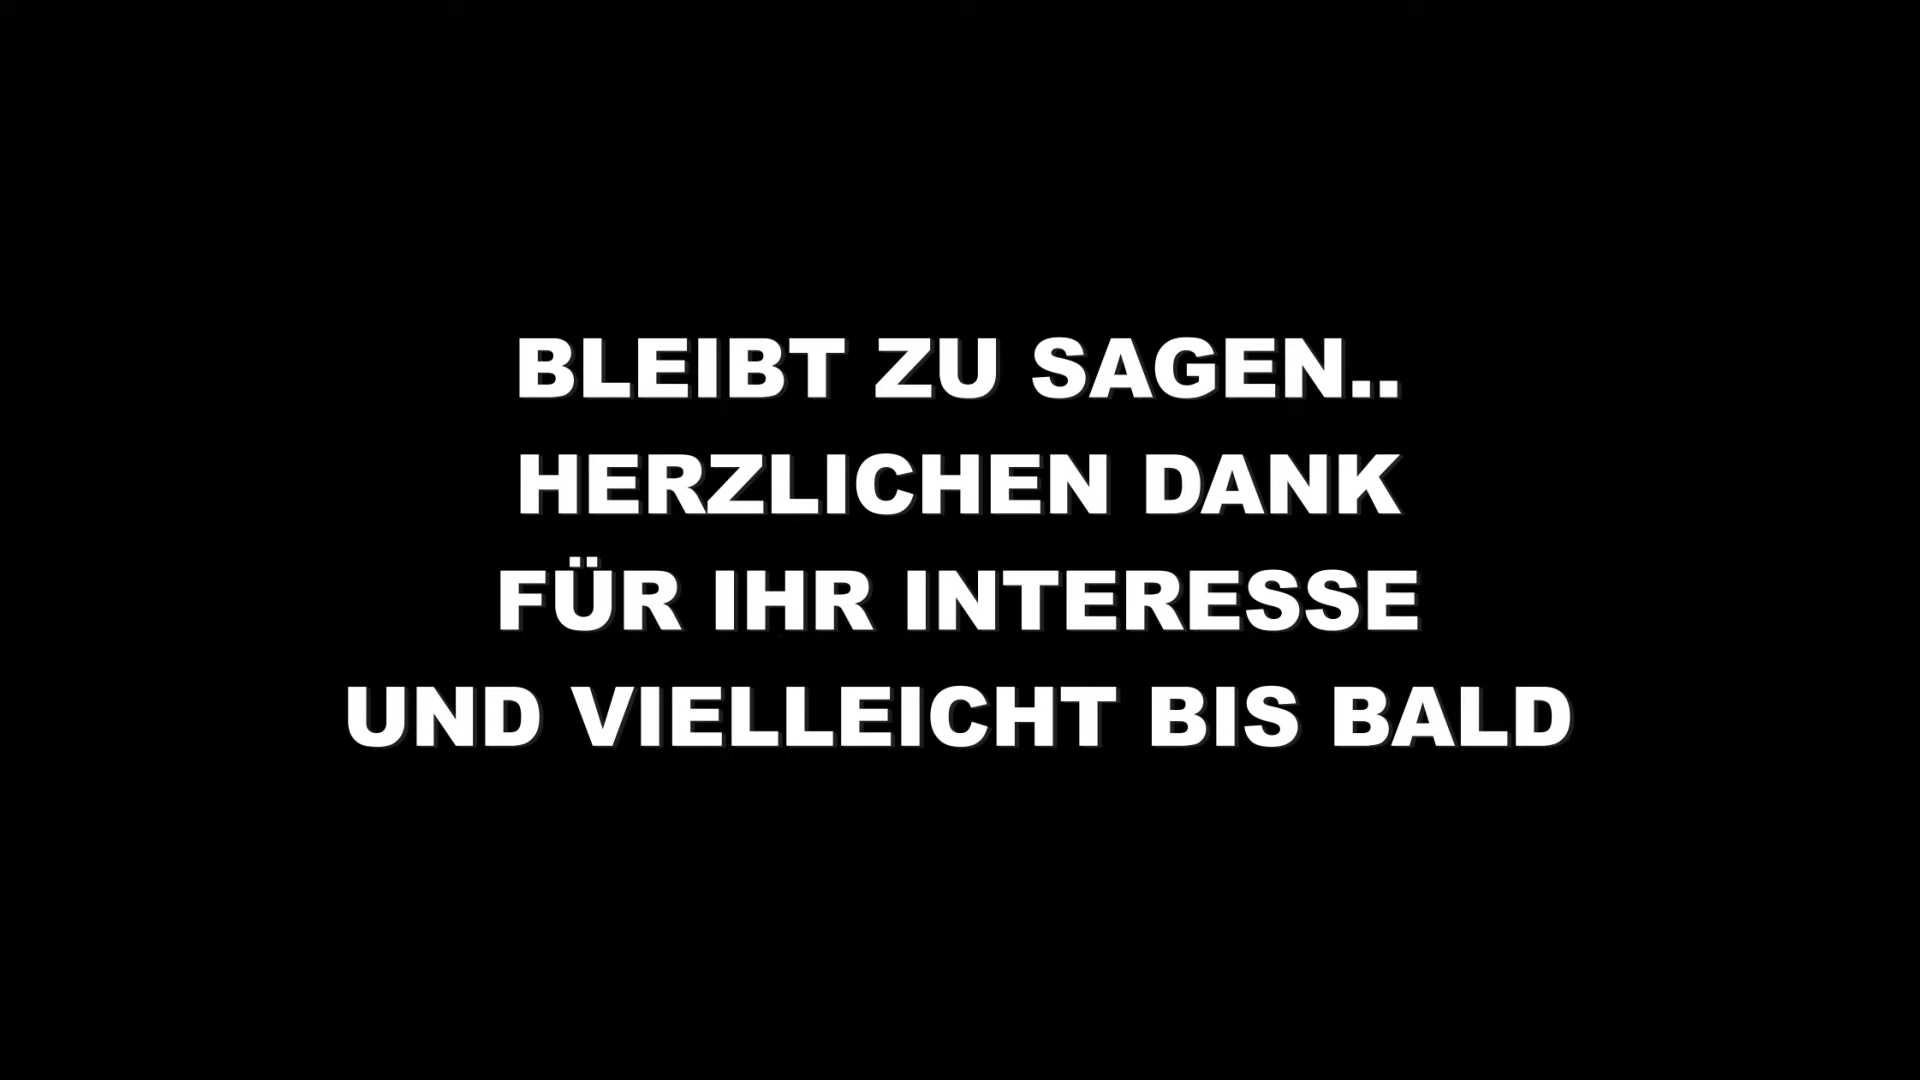 BLEIBT ZU SAGEN..
HERZLICHEN DANK
FÜR IHR INTERESSE
UND VIELLEICHT BIS BALD